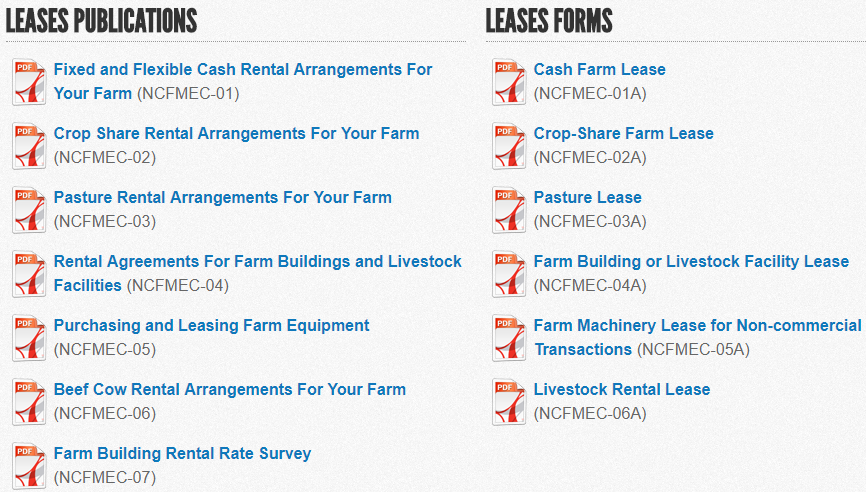 LEASES PUBLICATIONS
PDF
Fixed and Flexible Cash Rental Arrangements For
Your Farm (NCFMEC-01)
PDF
Crop Share Rental Arrangements For Your Farm
(NCFMEC-02)
PDF
Pasture Rental Arrangements For Your Farm
(NCFMEC-03)
PDF
Rental Agreements For Farm Buildings and Livestock
Facilities (NCFMEC-04)
PDF
Purchasing and Leasing Farm Equipment
(NCFMEC-05)
PDF
Beef Cow Rental Arrangements For Your Farm
(NCFMEC-06)
PDF
Farm Building Rental Rate Survey
(NCFMEC-07)
LEASES FORMS
PDF
Cash Farm Lease
(NCFMEC-01A)
PDF
Crop-Share Farm Lease
(NCFMEC-02A)
PDF
Pasture Lease
(NCFMEC-03A)
PDF
Farm Building or Livestock Facility Lease
(NCFMEC-04A)
PDF
Farm Machinery Lease for Non-commercial
Transactions (NCFMEC-05A)
PDF
Livestock Rental Lease
(NCFMEC-06A)